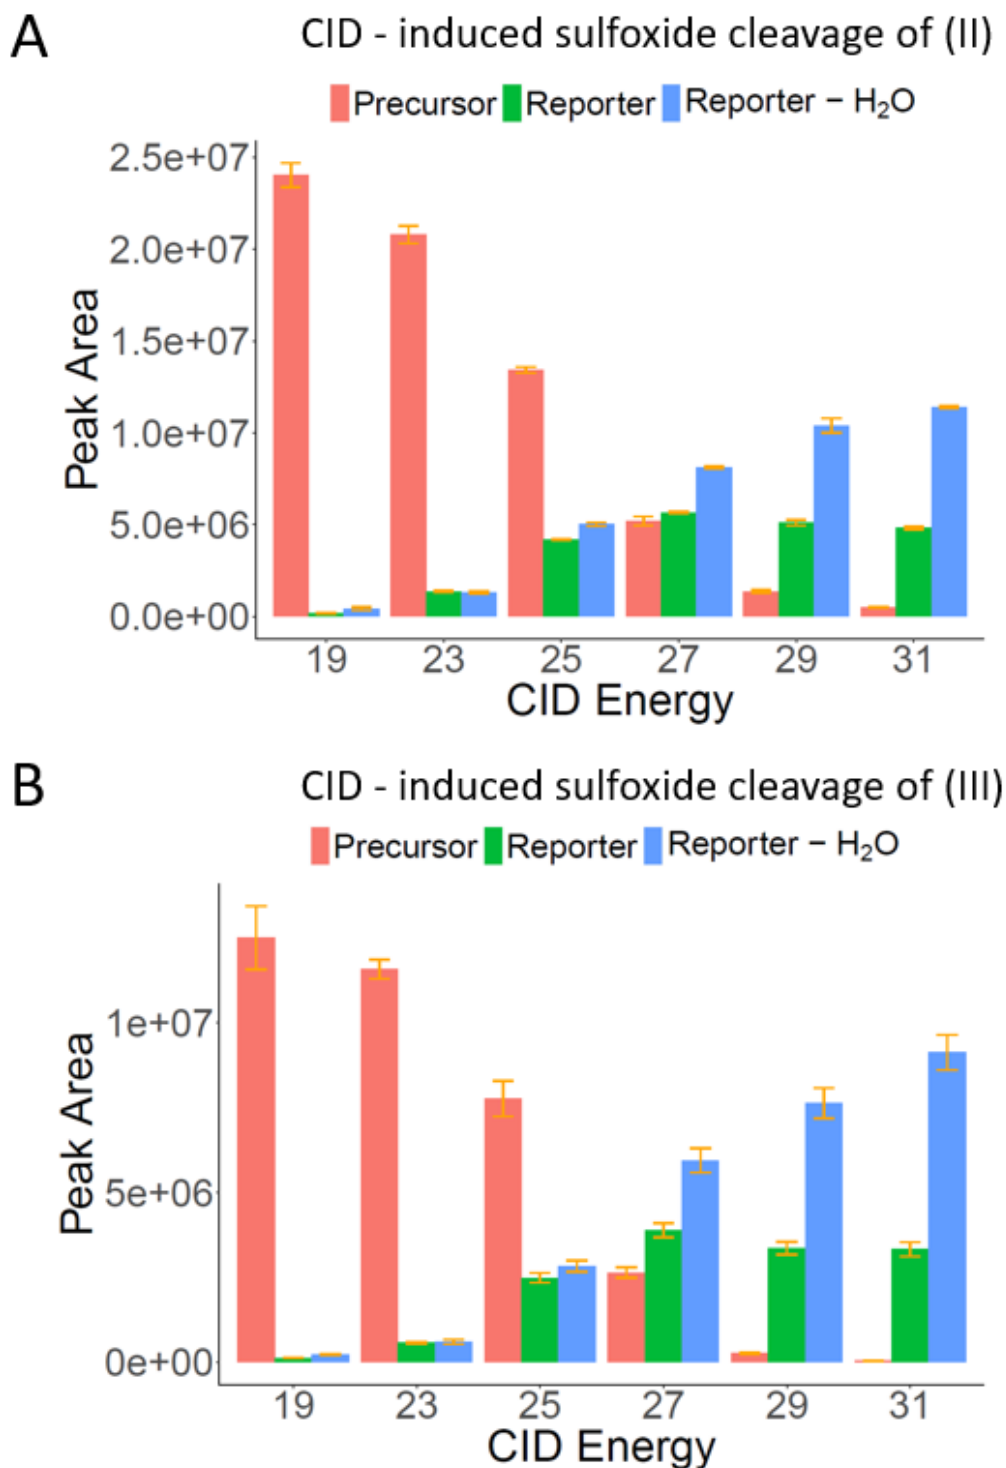 A
CID - induced sulfoxide cleavage of (II)
Precursor Reporter Reporter − H₂O
2.5e+07
2.0e+07
1.5e+07
1.0e+07
5.0e+06
0.0e+00
Peak Area
19 23 25 27 29 31
CID Energy
B
CID - induced sulfoxide cleavage of (III)
Precursor Reporter Reporter − H₂O
1e+07
5e+06
0e+00
Peak Area
19 23 25 27 29 31
CID Energy